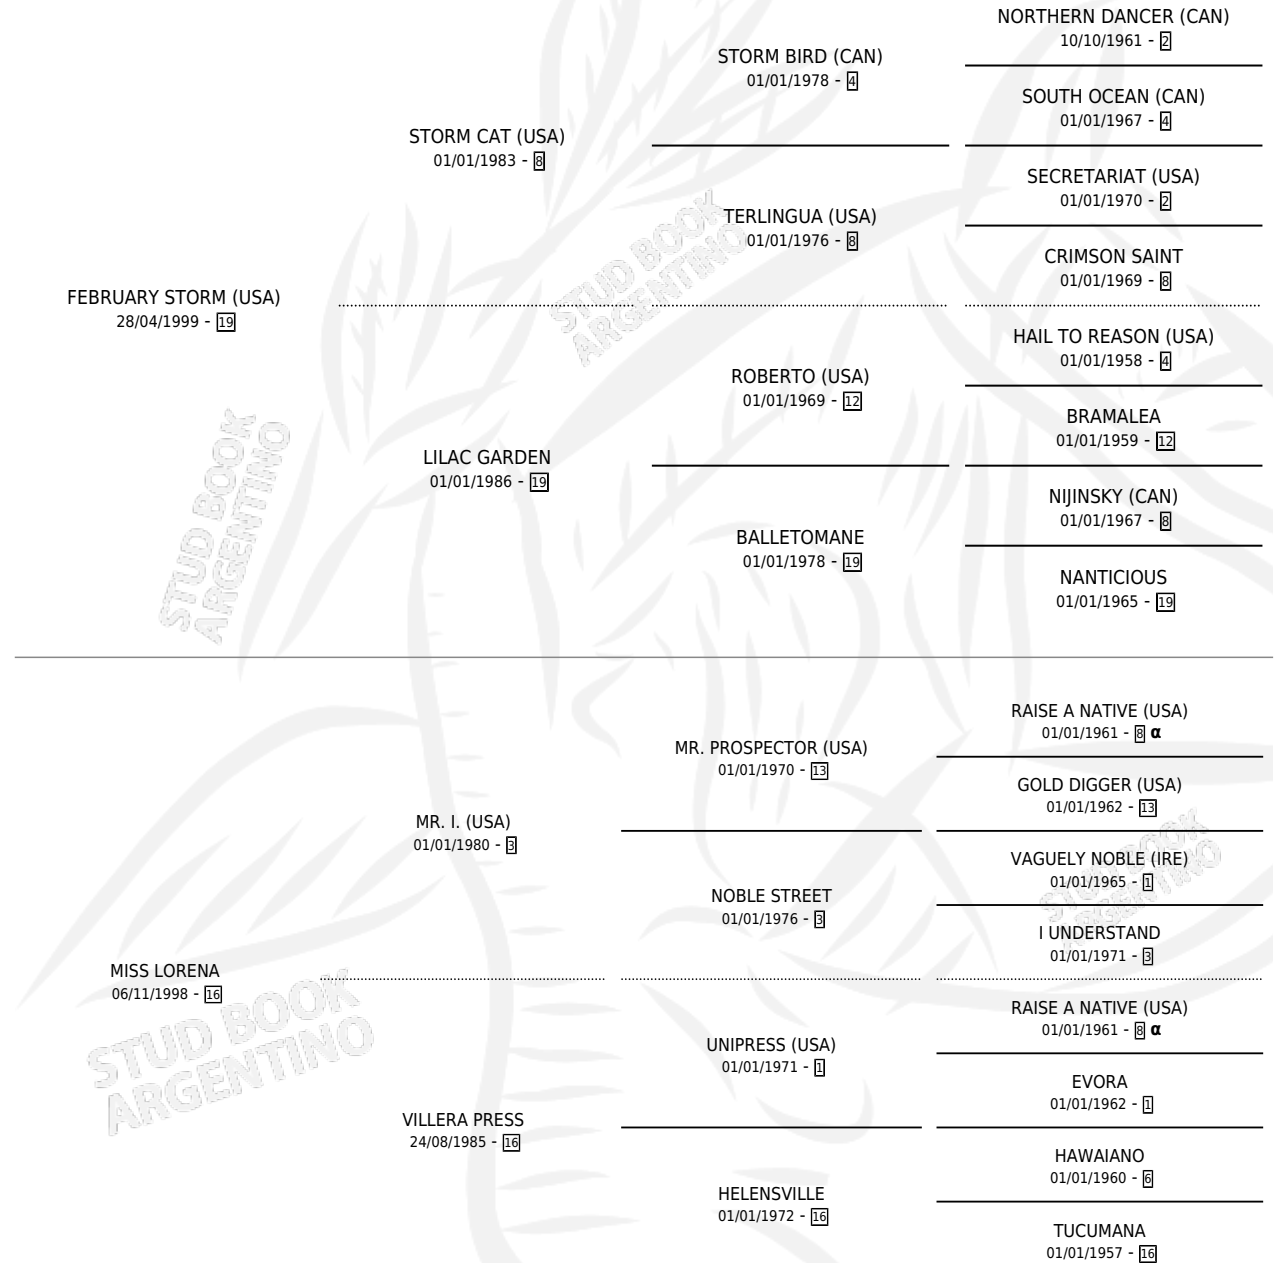 NORTHERN DANCER (CAN)
10/10/1961 - 2
STORM BIRD (CAN)
01/01/1978 - 4
SOUTH OCEAN (CAN)
01/01/1967 - 4
STORM CAT (USA)
01/01/1983 - 8
SECRETARIAT (USA)
01/01/1970 - 2
TERLINGUA (USA)
01/01/1976 - 8
CRIMSON SAINT
01/01/1969 - 8
FEBRUARY STORM (USA)
28/04/1999 - 19
HAIL TO REASON (USA)
01/01/1958 - 4
ROBERTO (USA)
01/01/1969 - 12
BRAMALEA
01/01/1959 - 12
LILAC GARDEN
01/01/1986 - 19
NIJINSKY (CAN)
01/01/1967 - 8
BALLETOMANE
01/01/1978 - 19
NANTICIOUS
01/01/1965 - 19
RAISE A NATIVE (USA)
01/01/1961 - 8 α
MR. PROSPECTOR (USA)
01/01/1970 - 13
GOLD DIGGER (USA)
01/01/1962 - 13
MR. I. (USA)
01/01/1980 - 3
VAGUELY NOBLE (IRE)
01/01/1965 - 1
NOBLE STREET
01/01/1976 - 3
I UNDERSTAND
01/01/1971 - 3
MISS LORENA
06/11/1998 - 16
RAISE A NATIVE (USA)
01/01/1961 - 8 α
UNIPRESS (USA)
01/01/1971 - 1
EVORA
01/01/1962 - 1
VILLERA PRESS
24/08/1985 - 16
HAWAIANO
01/01/1960 - 6
HELENSVILLE
01/01/1972 - 16
TUCUMANA
01/01/1957 - 16
STUD BOOK
ARGENTINO
STUD BOOK
ARGENTINO
STUD BOOK
ARGENTINO
STUD BOOK
ARGENTINO